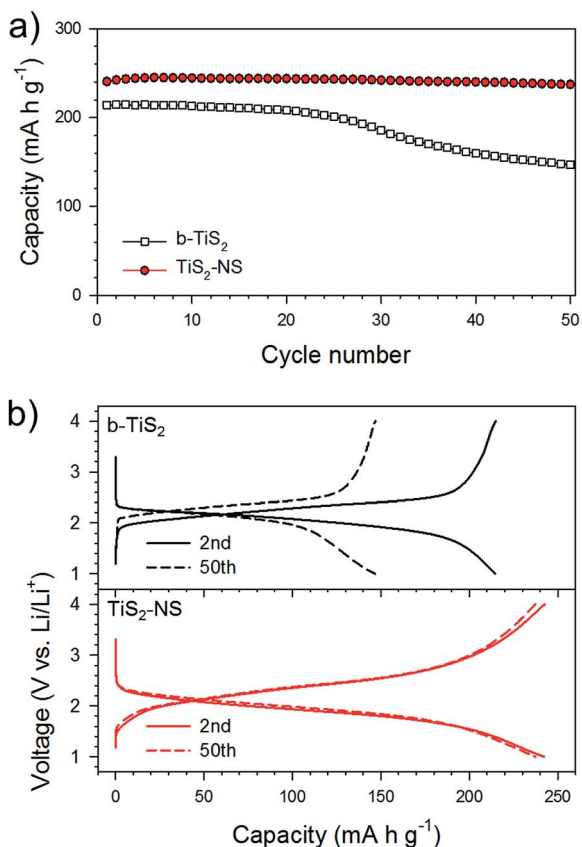 a)
300
200
100
0
Capacity (mA h g⁻¹)
b-TiS₂
TiS₂-NS
0 10 20 30 40 50
Cycle number
b)
b-TiS₂
4
3
2
1
2nd
50th
TiS₂-NS
4
3
2
1
2nd
50th
Voltage (V vs. Li/Li⁺)
0 50 100 150 200 250
Capacity (mA h g⁻¹)